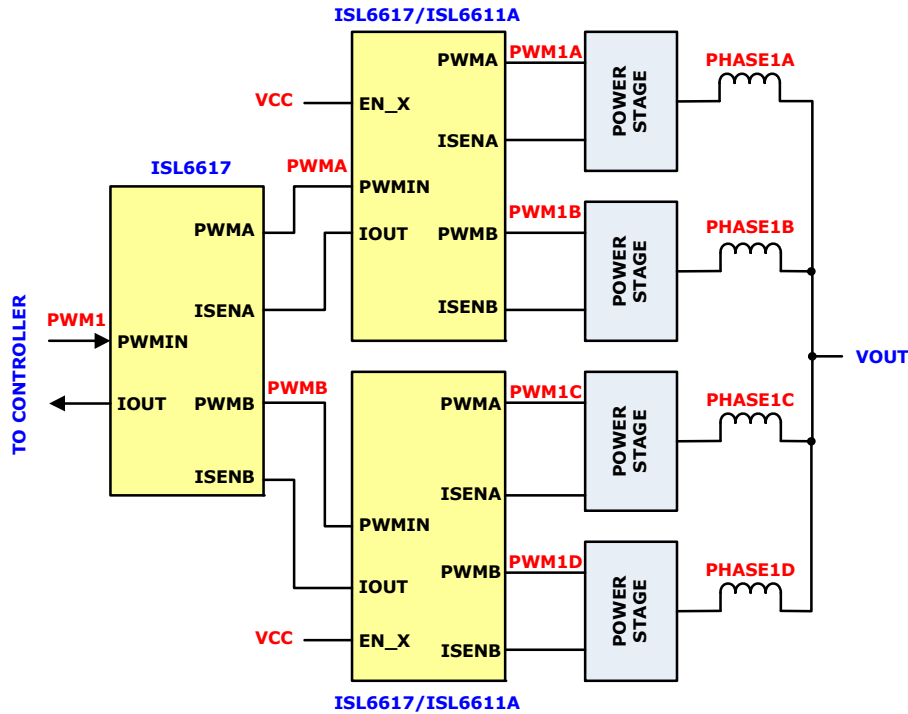 ISL6617/ISL6611A
PWMA
PWM1A
PHASE1A
VCC
EN_X
POWER
STAGE
ISENA
ISL6617
PWMA
PWMIN
PWM1B
PHASE1B
PWMA
IOUT
PWMB
POWER
STAGE
ISENA
ISENB
TO CONTROLLER
PWM1
PWMIN
VOUT
PWMB
IOUT
PWMB
PWMA
PWM1C
PHASE1C
POWER
STAGE
ISENB
ISENA
PWMIN
PWMB
PWM1D
PHASE1D
IOUT
POWER
STAGE
VCC
EN_X
ISENB
ISL6617/ISL6611A